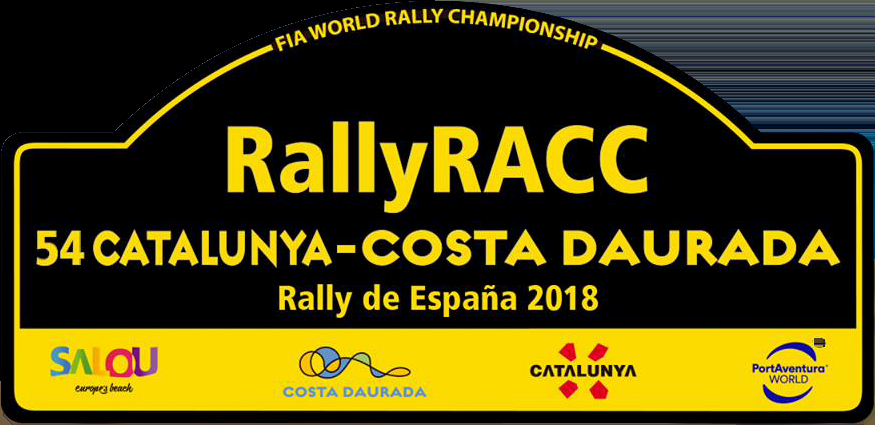 FIA WORLD RALLY CHAMPIONSHIP
RallyRACC
54 CATALUNYA-COSTA DAURADA
Rally de España 2018
SALOU
europe's beach
COSTA DAURADA
CATALUNYA
PortAventura®
WORLD